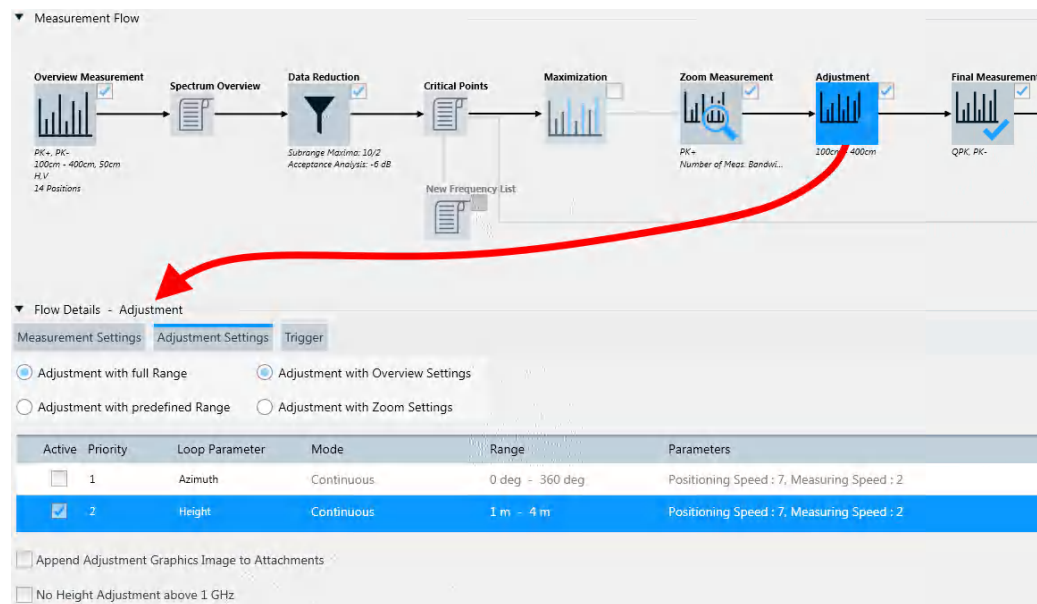 Measurement Flow
Overview Measurement
Spectrum Overview
Data Reduction
Critical Points
Maximization
Zoom Measurement
Adjustment
Final Measurement
PK+, PK-
100cm - 400cm, 50cm
H,V
14 Positions
Subrange Maxima: 10/2
Acceptance Analysis: -6 dB
PK+
Number of Meas. Bandwi...
100cm - 400cm
QPK, PK-
New Frequency List
Flow Details - Adjustment
Measurement Settings Adjustment Settings Trigger
Adjustment with full Range Adjustment with Overview Settings
Adjustment with predefined Range Adjustment with Zoom Settings
Active Priority Loop Parameter Mode Range Parameters
1 Azimuth Continuous 0 deg - 360 deg Positioning Speed : 7, Measuring Speed : 2
2 Height Continuous 1 m - 4 m Positioning Speed : 7, Measuring Speed : 2
Append Adjustment Graphics Image to Attachments
No Height Adjustment above 1 GHz